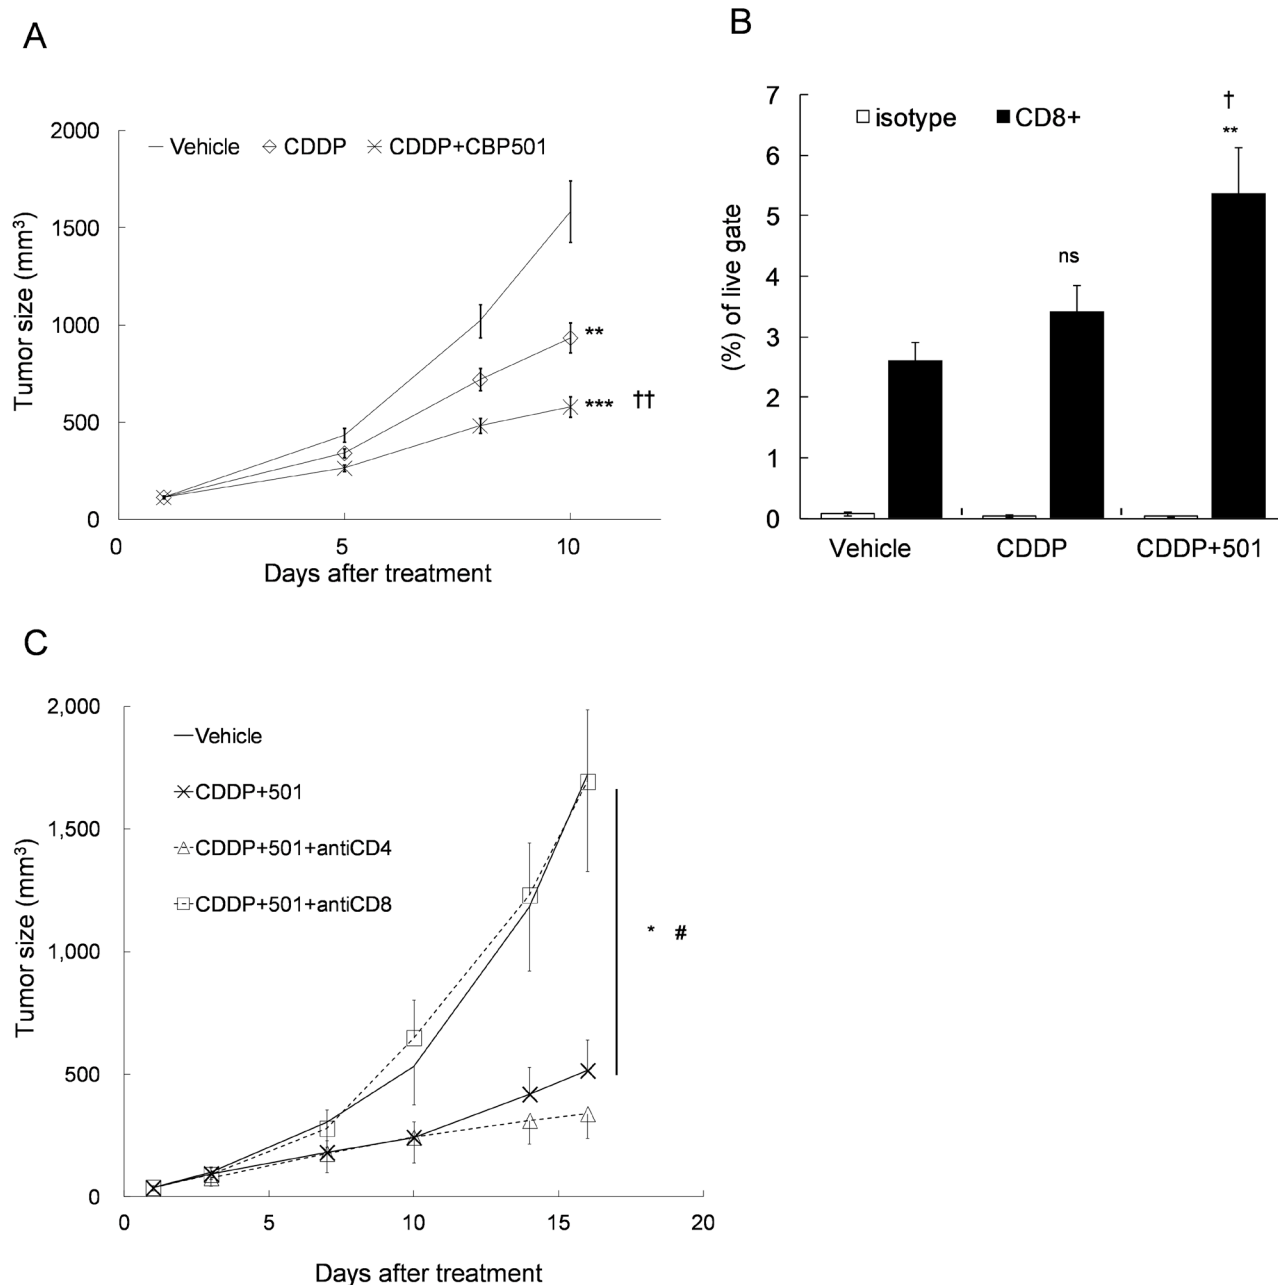 A
2000
1500
1000
500
0
Tumor size (mm³)
Vehicle CDDP CDDP+CBP501
**
*** ††
0 5 10
Days after treatment
B
7
6
5
4
3
2
1
0
(%) of live gate
isotype CD8+
ns
†
**
Vehicle CDDP CDDP+501
C
2,000
1,500
1,000
500
0
Tumor size (mm³)
Vehicle
CDDP+501
CDDP+501+antiCD4
CDDP+501+antiCD8
* #
0 5 10 15 20
Days after treatment